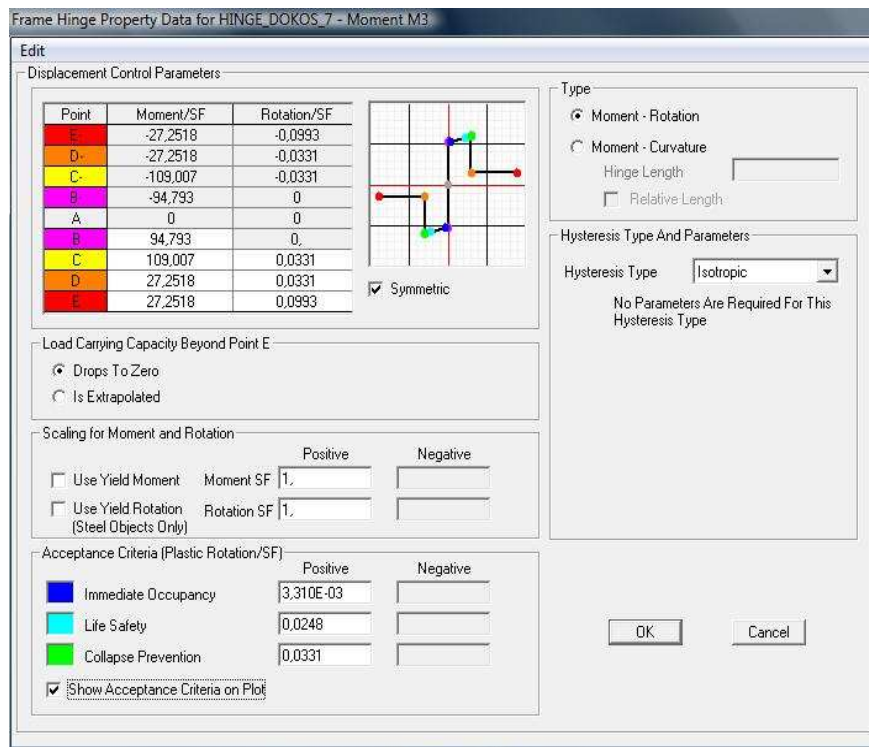 Frame Hinge Property Data for HINGE_DOKOS_7 - Moment M3
Edit
Displacement Control Parameters
Point Moment/SF Rotation/SF
E- -27,2518 -0,0993
D- -27,2518 -0,0331
C- -109,007 -0,0331
B- -94,793 0
A 0 0
B 94,793 0,
C 109,007 0,0331
D 27,2518 0,0331
E 27,2518 0,0993
Symmetric
Type
Moment - Rotation
Moment - Curvature
Hinge Length
Relative Length
Hysteresis Type And Parameters
Hysteresis Type Isotropic
No Parameters Are Required For This
Hysteresis Type
Load Carrying Capacity Beyond Point E
Drops To Zero
Is Extrapolated
Scaling for Moment and Rotation
Positive Negative
Use Yield Moment Moment SF 1,
Use Yield Rotation Rotation SF 1,
(Steel Objects Only)
Acceptance Criteria (Plastic Rotation/SF)
Positive Negative
Immediate Occupancy 3,310E-03
Life Safety 0,0248
Collapse Prevention 0,0331
Show Acceptance Criteria on Plot
OK Cancel